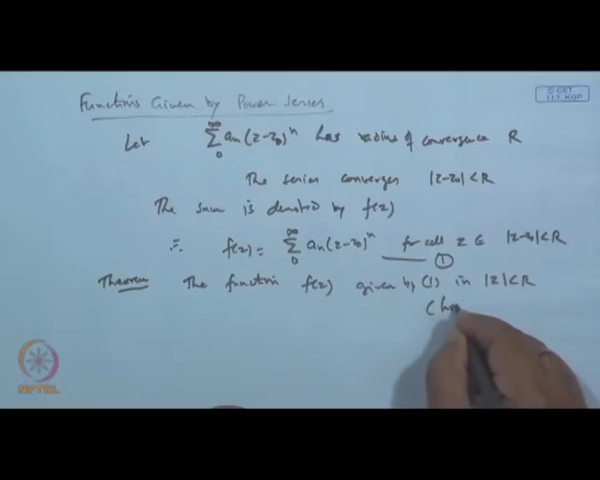 © CET
I.I.T. KGP
Functions Given by Power Series
Let ∞ Σ 0 an(z-z0)^n has radius of convergence R
The series converges |z-z0|<R
The sum is denoted by f(z)
∴ f(z) = ∞ Σ 0 an(z-z0)^n for all z ∈ |z-z0|<R
①
Theorem The function f(z) given by (1) in |z|<R
(
NPTEL